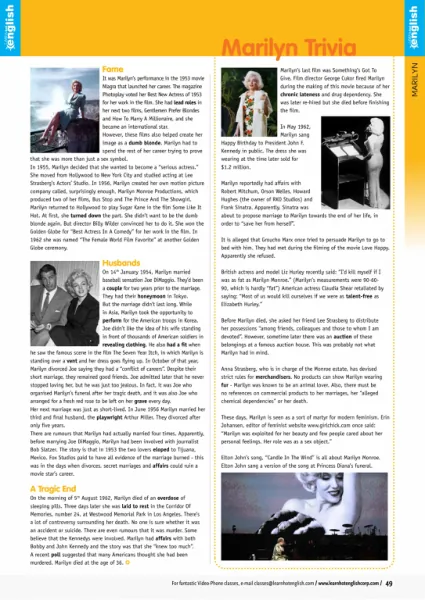 english
english
MARILYN
Fame
It was Marilyn's performance in the 1953 movie
Niagra that launched her career. The magazine
Photoplay voted her Best New Actress of 1953
for her work in the film. She had lead roles in
her next two films, Gentlemen Prefer Blondes
and How To Marry A Millionaire, and she
became an international star.
However, these films also helped create her
image as a dumb blonde. Marilyn had to
spend the rest of her career trying to prove
that she was more than just a sex symbol.
In 1955, Marilyn decided that she wanted to become a "serious actress."
She moved from Hollywood to New York City and studied acting at Lee
Strasberg's Actors' Studio. In 1956, Marilyn created her own motion picture
company called, surprisingly enough, Marilyn Monroe Productions, which
produced two of her films, Bus Stop and The Prince And The Showgirl.
Marilyn returned to Hollywood to play Sugar Kane in the film Some Like It
Hot. At first, she turned down the part. She didn't want to be the dumb
blonde again. But director Billy Wilder convinced her to do it. She won the
Golden Globe for "Best Actress In A Comedy" for her work in the film. In
1962 she was named "The Female World Film Favorite" at another Golden
Globe ceremony.
Husbands
On 14th January 1954, Marilyn married
baseball sensation Joe DiMaggio. They'd been
a couple for two years prior to the marriage.
They had their honeymoon in Tokyo.
But the marriage didn't last long. While
in Asia, Marilyn took the opportunity to
perform for the American troops in Korea.
Joe didn't like the idea of his wife standing
in front of thousands of American soldiers in
revealing clothing. He also had a fit when
he saw the famous scene in the film The Seven Year Itch, in which Marilyn is
standing over a vent and her dress goes flying up. In October of that year,
Marilyn divorced Joe saying they had a "conflict of careers". Despite their
short marriage, they remained good friends. Joe admitted later that he never
stopped loving her, but he was just too jealous. In fact, it was Joe who
organised Marilyn's funeral after her tragic death, and it was also Joe who
arranged for a fresh red rose to be left on her grave every day.
Her next marriage was just as short-lived. In June 1956 Marilyn married her
third and final husband, the playwright Arthur Miller. They divorced after
only five years.
There are rumours that Marilyn had actually married four times. Apparently,
before marrying Joe DiMaggio, Marilyn had been involved with journalist
Bob Slatzer. The story is that in 1953 the two lovers eloped to Tijuana,
Mexico. Fox Studios paid to have all evidence of the marriage burned - this
was in the days when divorces, secret marriages and affairs could ruin a
movie star's career.
A Tragic End
On the morning of 5th August 1962, Marilyn died of an overdose of
sleeping pills. Three days later she was laid to rest in the Corridor Of
Memories, number 24, at Westwood Memorial Park in Los Angeles. There's
a lot of controversy surrounding her death. No one is sure whether it was
an accident or suicide. There are even rumours that it was murder. Some
believe that the Kennedys were involved. Marilyn had affairs with both
Bobby and John Kennedy and the story was that she "knew too much".
A recent poll suggested that many Americans thought she had been
murdered. Marilyn died at the age of 36.
Marilyn Trivia
Marilyn's last film was Something's Got To
Give. Film director George Cukor fired Marilyn
during the making of this movie because of her
chronic lateness and drug dependency. She
was later re-hired but she died before finishing
the film.
In May 1962,
Marilyn sang
Happy Birthday to President John F.
Kennedy in public. The dress she was
wearing at the time later sold for
$1.2 million.
Marilyn reportedly had affairs with
Robert Mitchum, Orson Welles, Howard
Hughes (the owner of RKO Studios) and
Frank Sinatra. Apparently, Sinatra was
about to propose marriage to Marilyn towards the end of her life, in
order to "save her from herself".
It is alleged that Groucho Marx once tried to persuade Marilyn to go to
bed with him. They had met during the filming of the movie Love Happy.
Apparently she refused.
British actress and model Liz Hurley recently said: "I'd kill myself if I
was as fat as Marilyn Monroe." (Marilyn's measurements were 90-60-
90, which is hardly "fat") American actress Claudia Shear retaliated by
saying: "Most of us would kill ourselves if we were as talent-free as
Elizabeth Hurley."
Before Marilyn died, she asked her friend Lee Strasberg to distribute
her possessions "among friends, colleagues and those to whom I am
devoted". However, sometime later there was an auction of these
belongings at a famous auction house. This was probably not what
Marilyn had in mind.
Anna Strasberg, who is in charge of the Monroe estate, has devised
strict rules for merchandisers. No products can show Marilyn wearing
fur - Marilyn was known to be an animal lover. Also, there must be
no references on commercial products to her marriages, her "alleged
chemical dependencies" or her death.
These days, Marilyn is seen as a sort of martyr for modern feminism. Erin
Johansen, editor of feminist website www.girlchick.com once said:
"Marilyn was exploited for her beauty and few people cared about her
personal feelings. Her role was as a sex object."
Elton John's song, "Candle In The Wind" is all about Marilyn Monroe.
Elton John sang a version of the song at Princess Diana's funeral.
For fantastic Video-Phone classes, e-mail classes@learnhotenglish.com / www.learnhotenglishcorp.com / 49